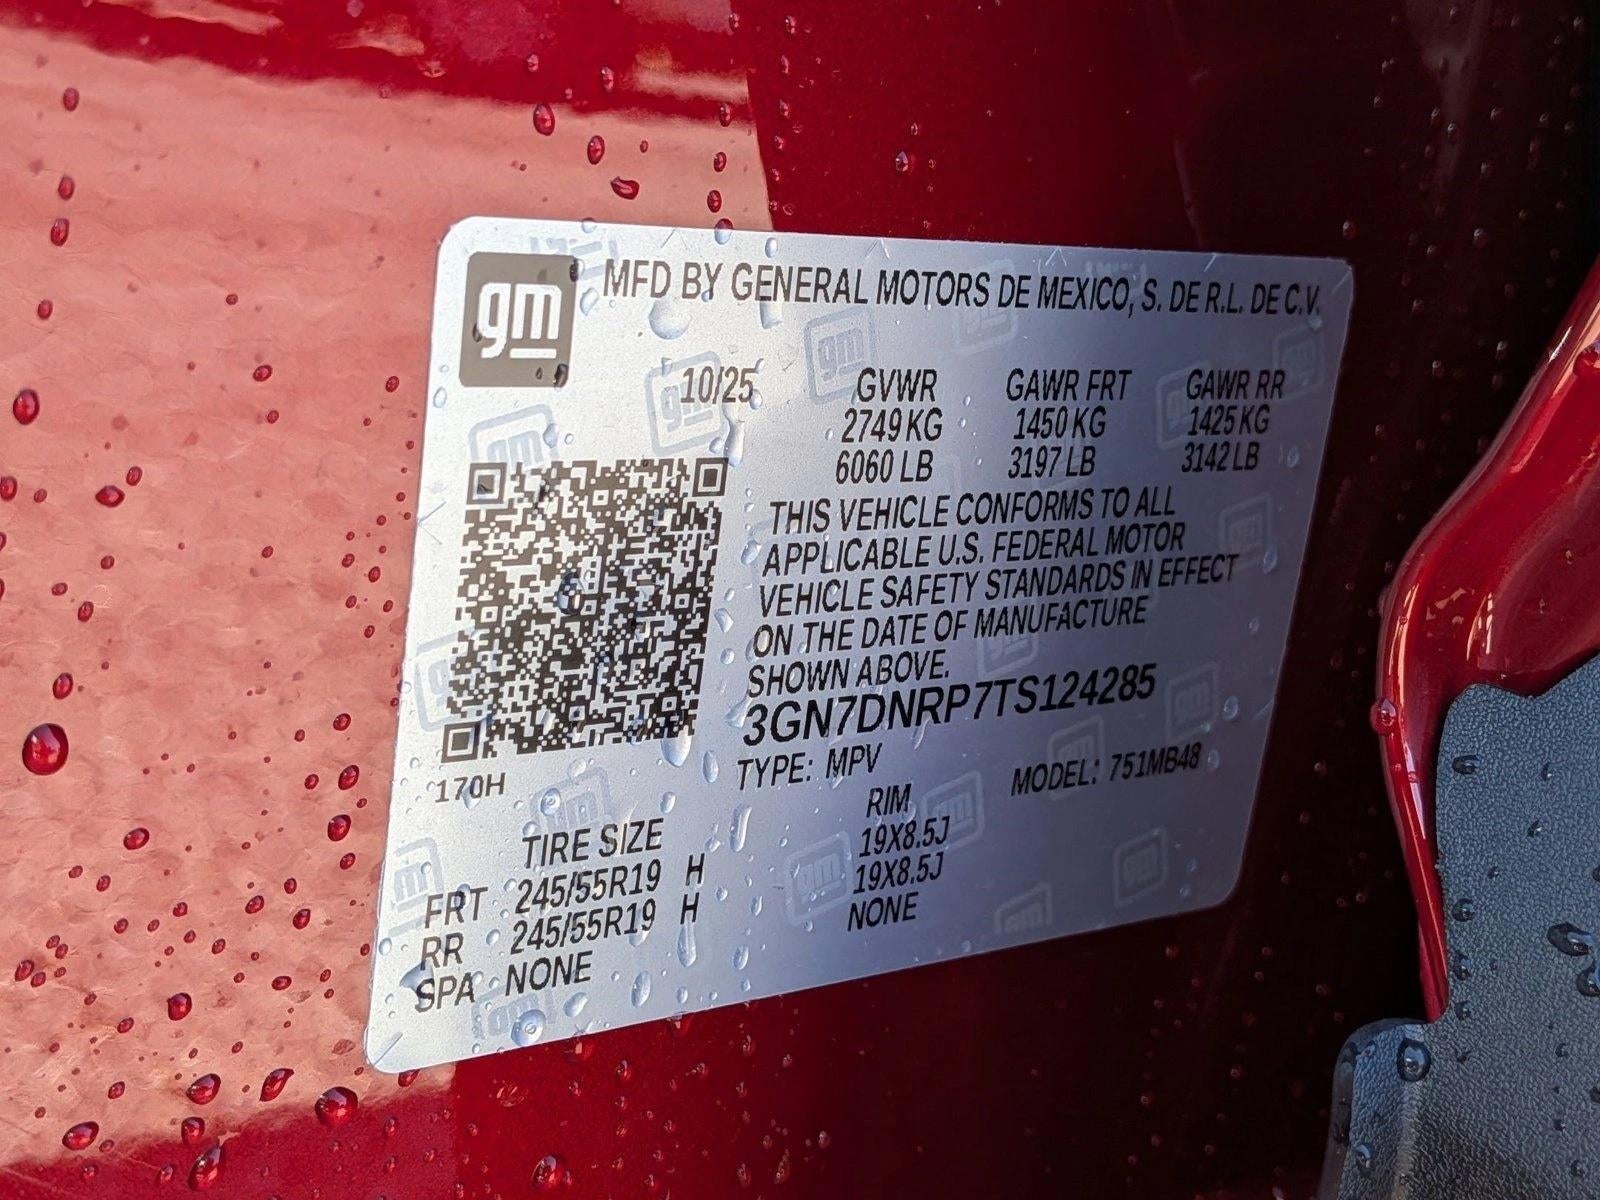 gm MFD BY GENERAL MOTORS DE MEXICO, S. DE R.L. DE C.V.
10/25 GVWR GAWR FRT GAWR RR
2749 KG 1450 KG 1425 KG
6060 LB 3197 LB 3142 LB
THIS VEHICLE CONFORMS TO ALL
APPLICABLE U.S. FEDERAL MOTOR
VEHICLE SAFETY STANDARDS IN EFFECT
ON THE DATE OF MANUFACTURE
SHOWN ABOVE.
3GN7DNRP7TS124285
TYPE: MPV MODEL: 751MB48
170H
TIRE SIZE RIM
FRT 245/55R19 H 19X8.5J
RR 245/55R19 H 19X8.5J
SPA NONE NONE